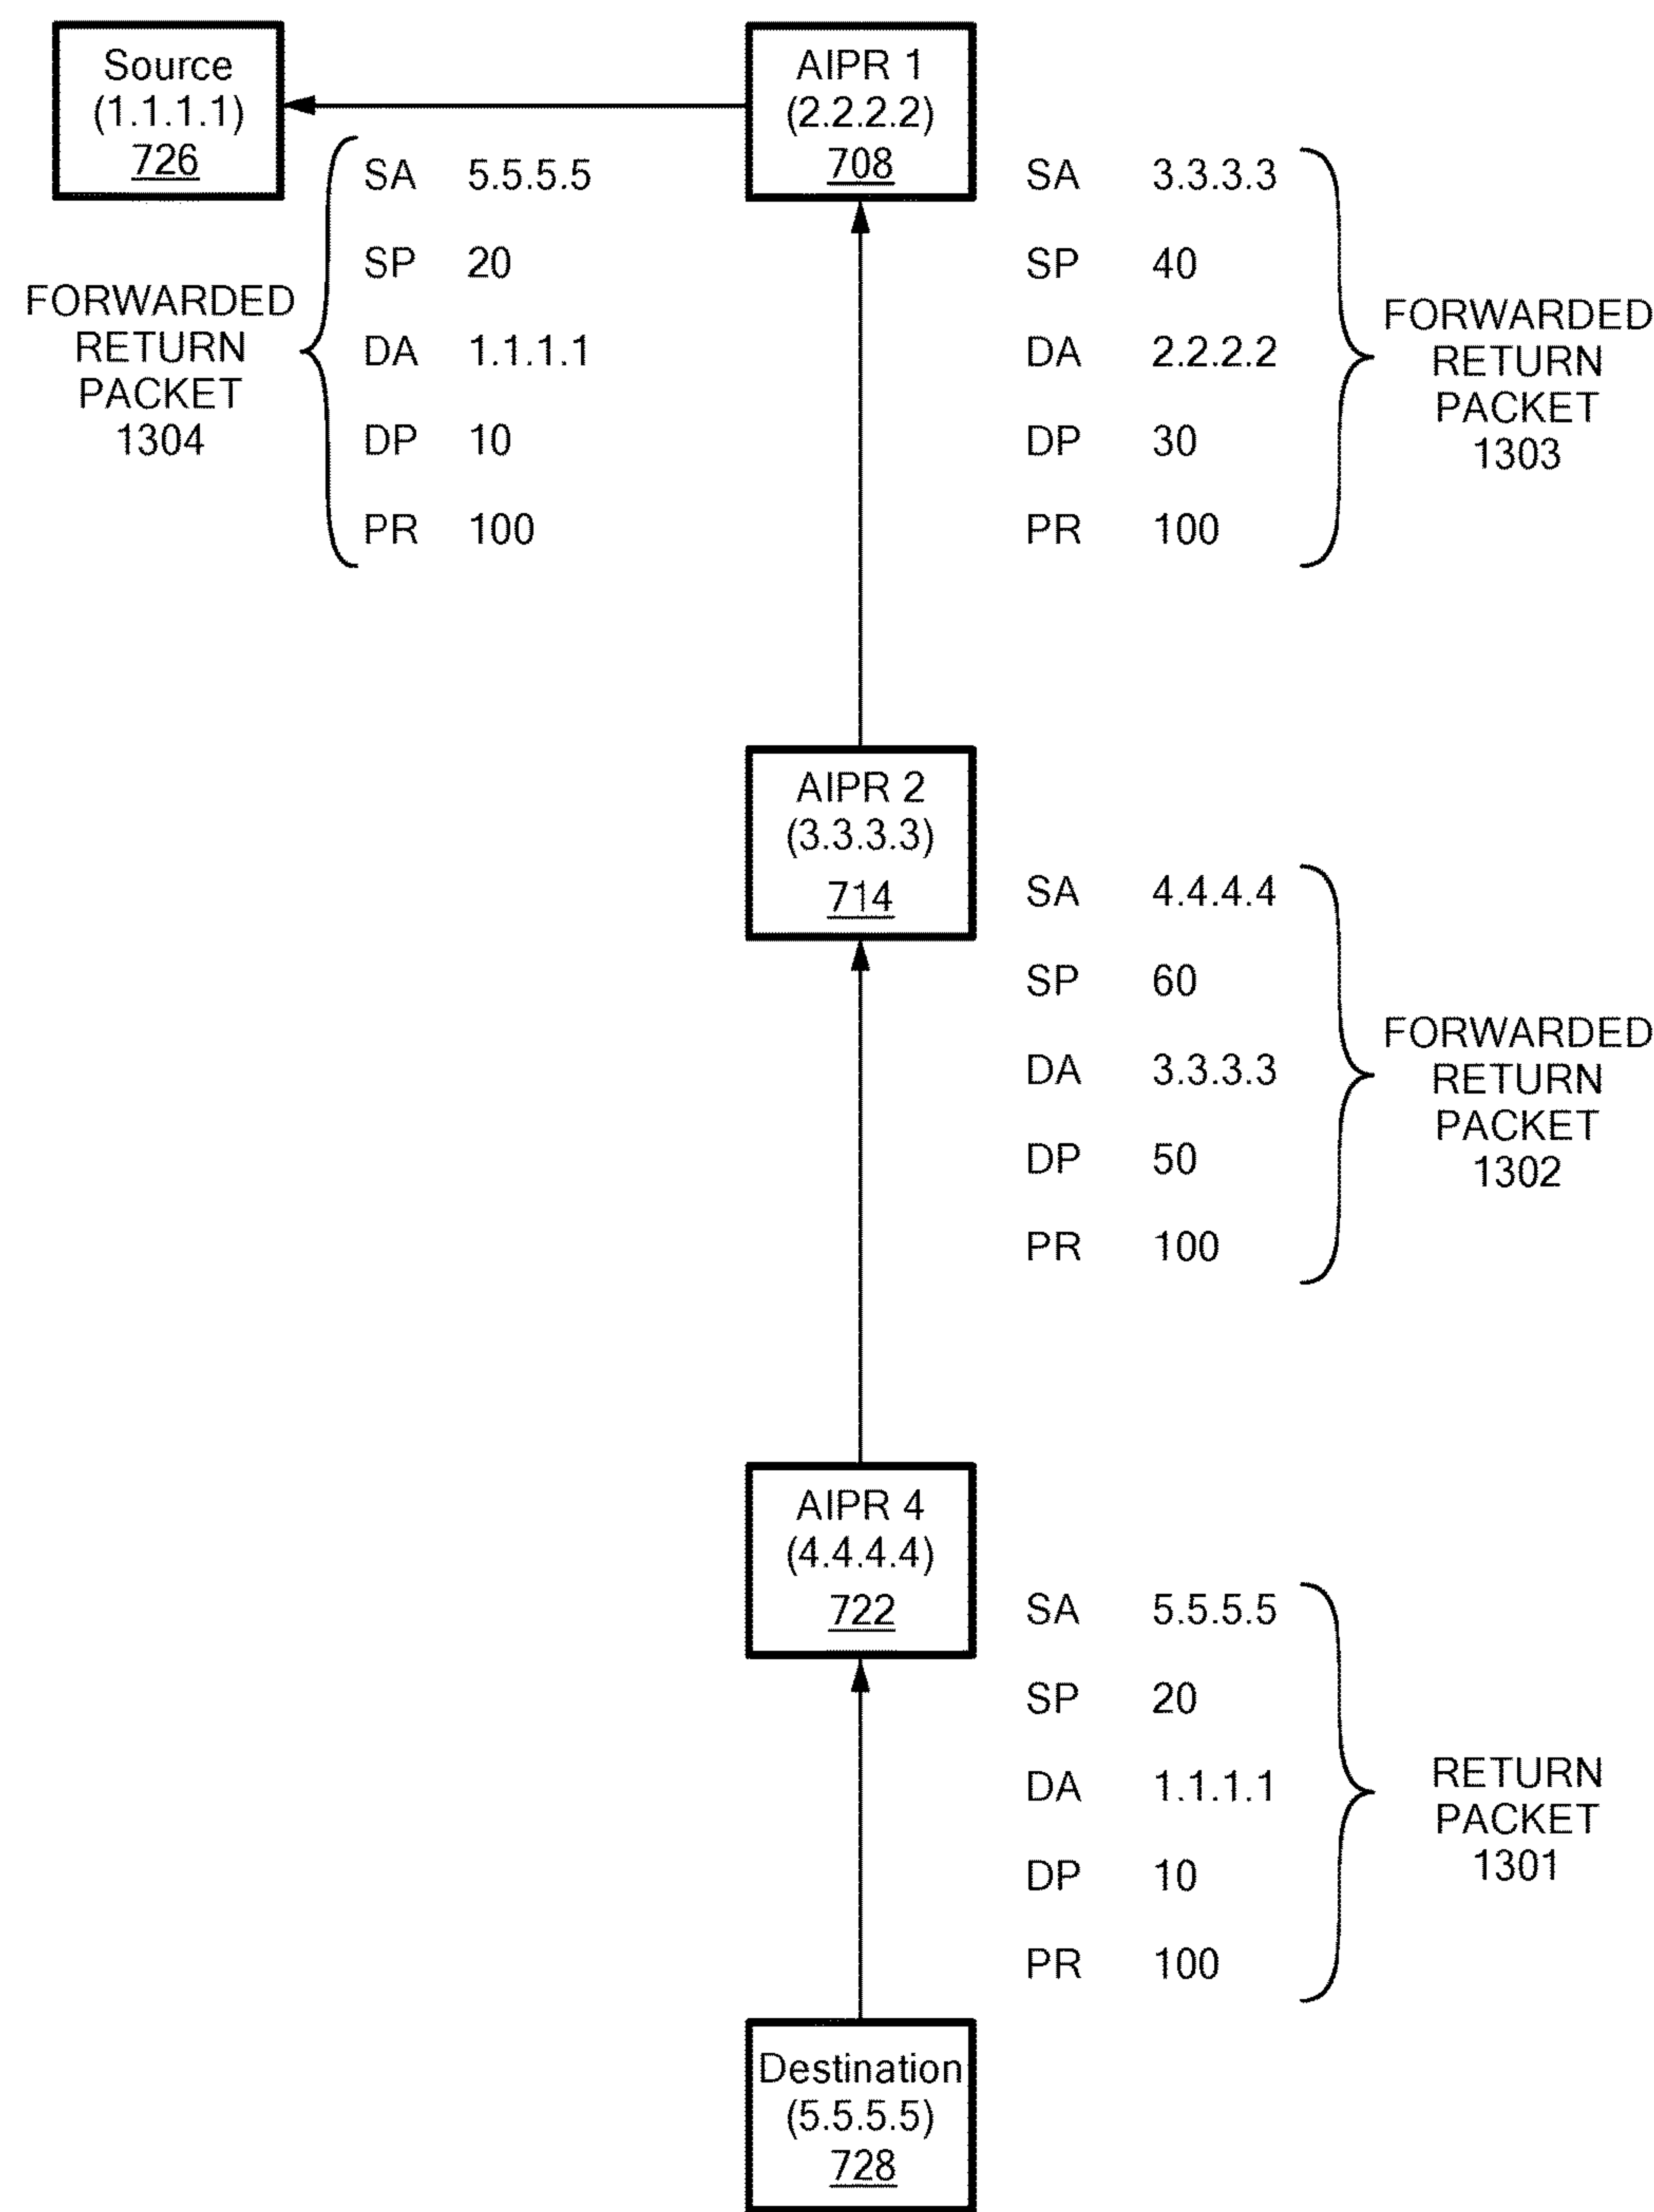 Source
(1.1.1.1)
726
AIPR 1
(2.2.2.2)
708
SA 5.5.5.5
SP 20
DA 1.1.1.1
DP 10
PR 100
FORWARDED
RETURN
PACKET
1304
SA 3.3.3.3
SP 40
DA 2.2.2.2
DP 30
PR 100
FORWARDED
RETURN
PACKET
1303
AIPR 2
(3.3.3.3)
714
SA 4.4.4.4
SP 60
DA 3.3.3.3
DP 50
PR 100
FORWARDED
RETURN
PACKET
1302
AIPR 4
(4.4.4.4)
722
SA 5.5.5.5
SP 20
DA 1.1.1.1
DP 10
PR 100
RETURN
PACKET
1301
Destination
(5.5.5.5)
728